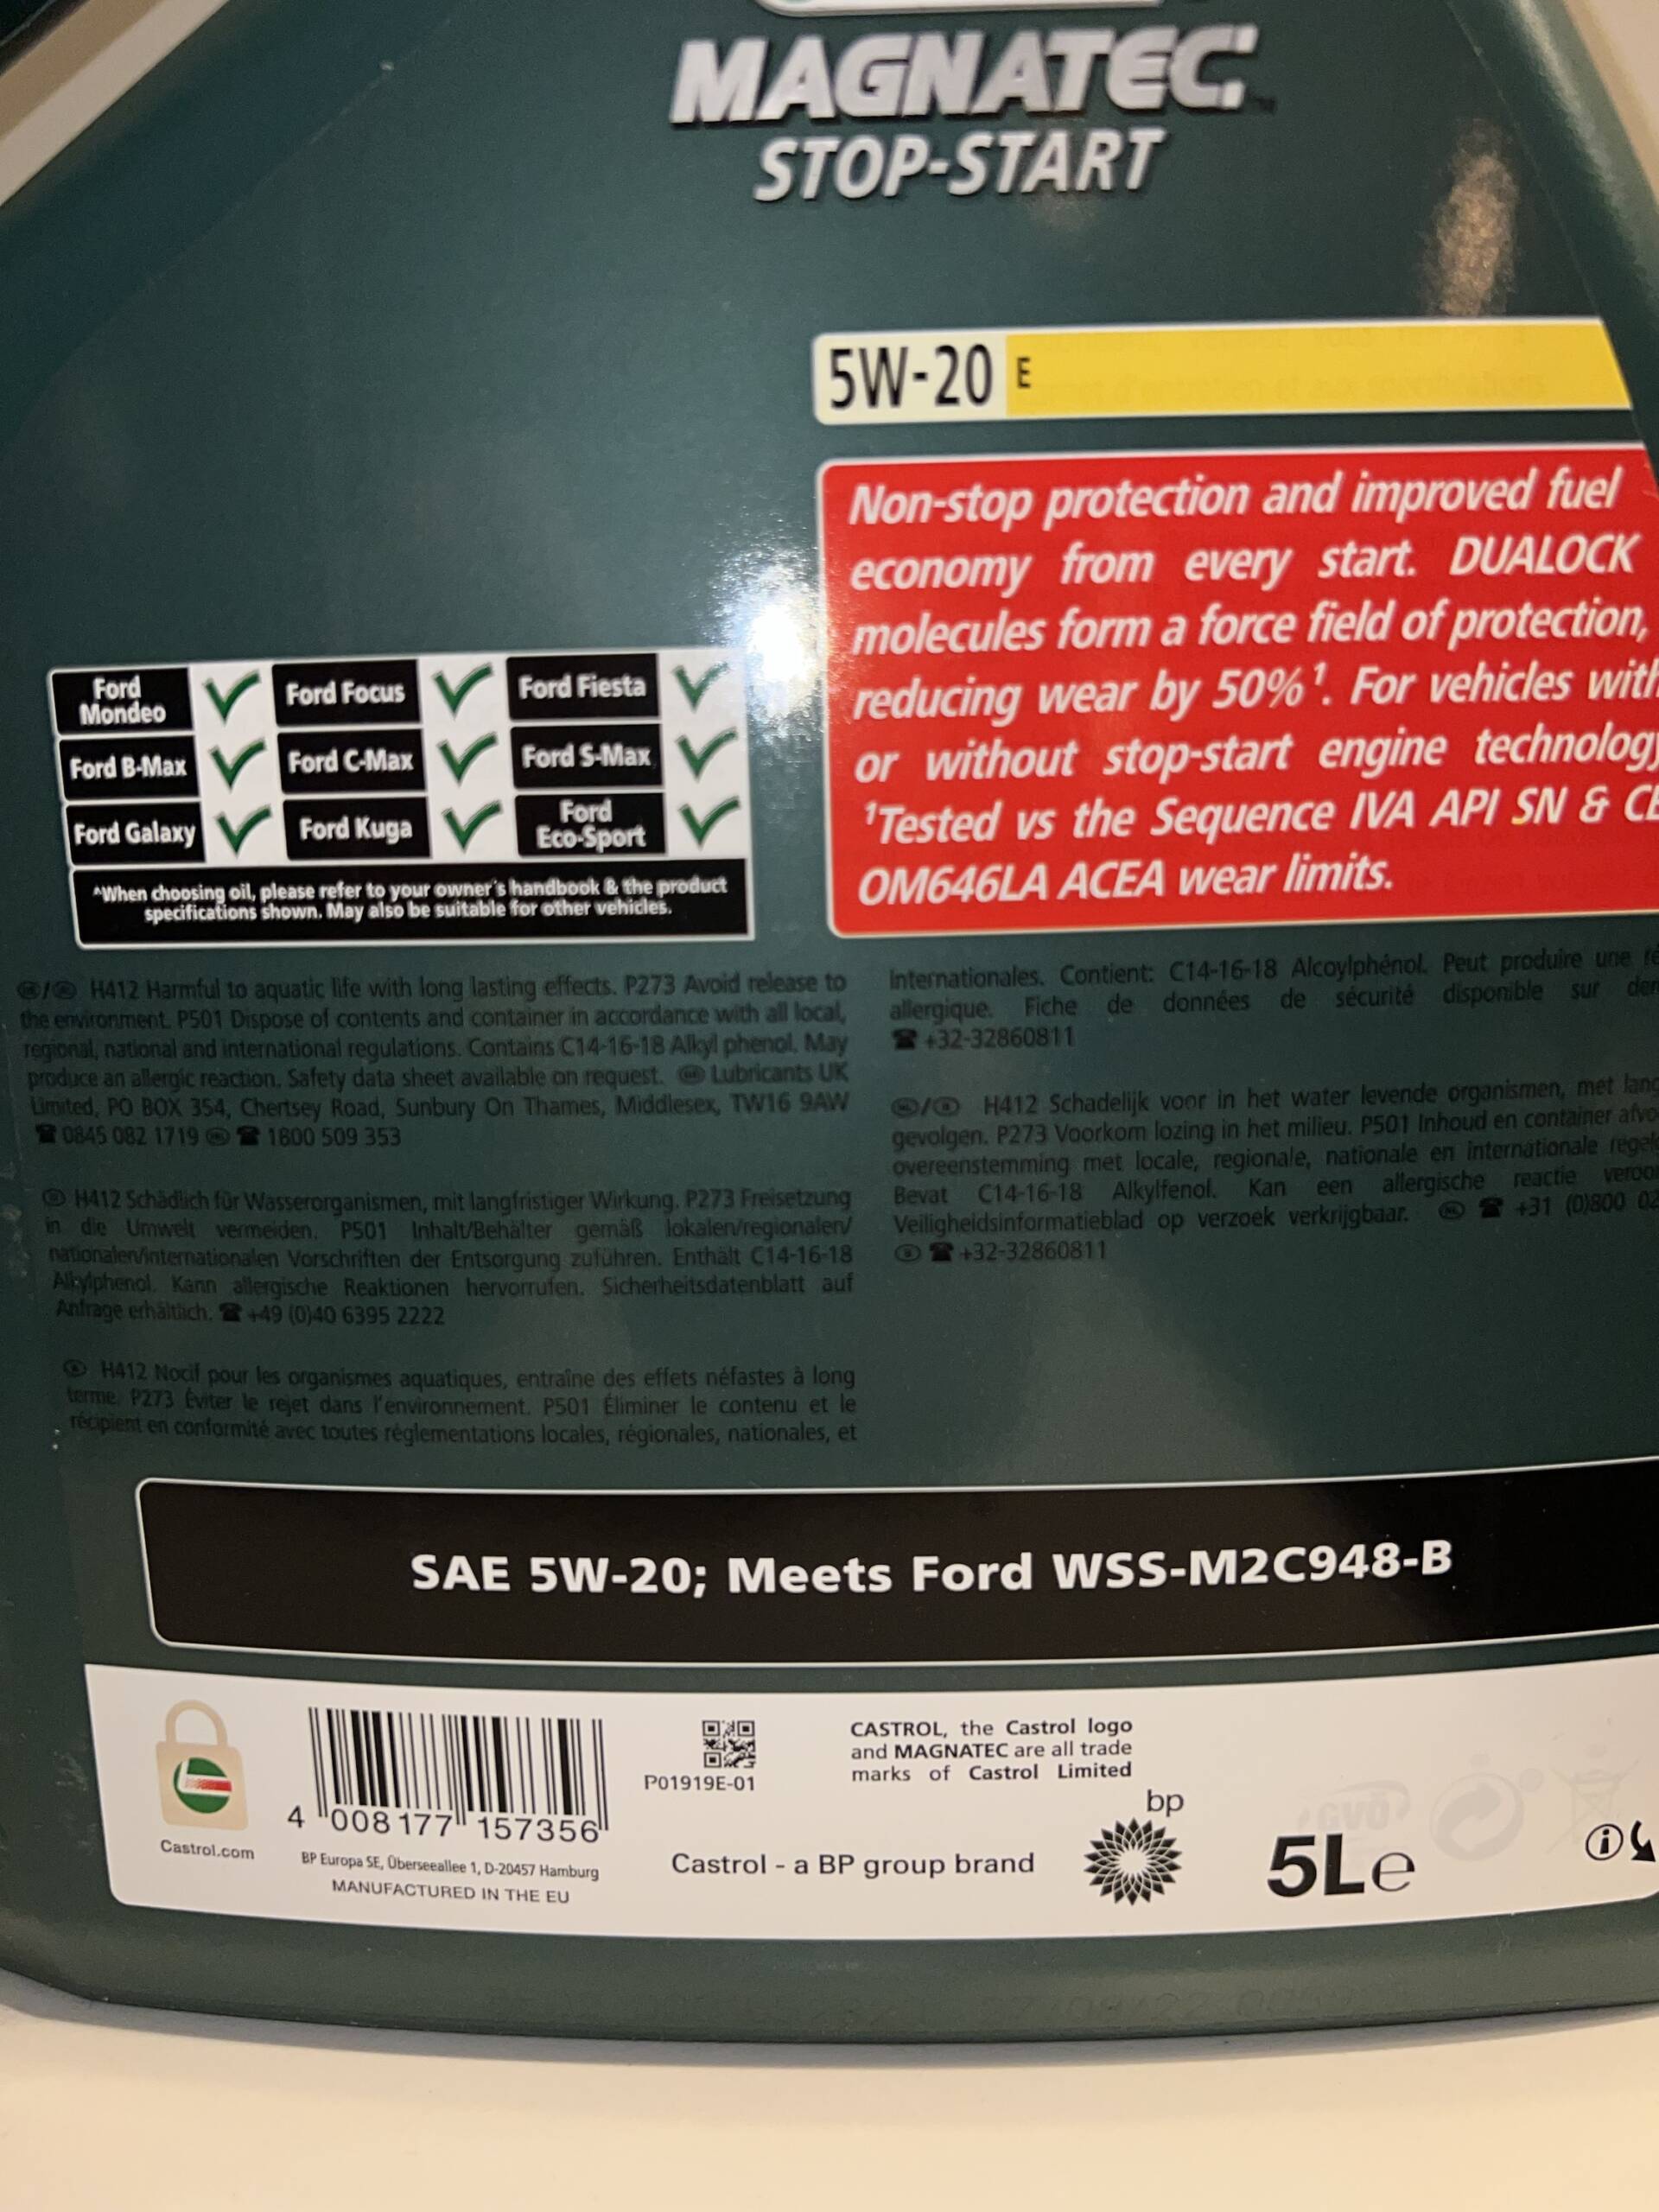 MAGNATEC
STOP-START
5W-20 E
Non-stop protection and improved fuel
economy from every start. DUALOCK
molecules form a force field of protection,
reducing wear by 50%¹. For vehicles with
or without stop-start engine technology
¹Tested vs the Sequence IVA API SN & CE
OM646LA ACEA wear limits.
Ford Mondeo ✓ Ford Focus ✓ Ford Fiesta ✓
Ford B-Max ✓ Ford C-Max ✓ Ford S-Max ✓
Ford Galaxy ✓ Ford Kuga ✓ Ford Eco-Sport ✓
^When choosing oil, please refer to your owner's handbook & the product
specifications shown. May also be suitable for other vehicles.
H412 Harmful to aquatic life with long lasting effects. P273 Avoid release to
the environment. P501 Dispose of contents and container in accordance with all local,
regional, national and international regulations. Contains C14-16-18 Alkyl phenol. May
produce an allergic reaction. Safety data sheet available on request. Lubricants UK
Limited, PO BOX 354, Chertsey Road, Sunbury On Thames, Middlesex, TW16 9AW
0845 082 1719 1800 509 353
H412 Schädlich für Wasserorganismen, mit langfristiger Wirkung. P273 Freisetzung
in die Umwelt vermeiden. P501 Inhalt/Behälter gemäß lokalen/regionalen/
nationalen/internationalen Vorschriften der Entsorgung zuführen. Enthält C14-16-18
Alkylphenol. Kann allergische Reaktionen hervorrufen. Sicherheitsdatenblatt auf
Anfrage erhältlich. +49 (0)40 6395 2222
H412 Nocif pour les organismes aquatiques, entraîne des effets néfastes à long
terme. P273 Éviter le rejet dans l'environnement. P501 Éliminer le contenu et le
récipient en conformité avec toutes réglementations locales, régionales, nationales, et
Internationales. Contient: C14-16-18 Alcoylphénol. Peut produire une
allergique. Fiche de données de sécurité disponible sur
+32-32860811
H412 Schadelijk voor in het water levende organismen, met lang
gevolgen. P273 Voorkom lozing in het milieu. P501 Inhoud en container
overeenstemming met locale, regionale, nationale en internationale
Bevat C14-16-18 Alkylfenol. Kan een allergische reactie
Veiligheidsinformatieblad op verzoek verkrijgbaar. +31 (0)800 02
+32-32860811
SAE 5W-20; Meets Ford WSS-M2C948-B
Castrol.com
4 008177 157356
BP Europa SE, Überseeallee 1, D-20457 Hamburg
MANUFACTURED IN THE EU
P01919E-01
CASTROL, the Castrol logo
and MAGNATEC are all trade
marks of Castrol Limited
bp
Castrol - a BP group brand
5Le